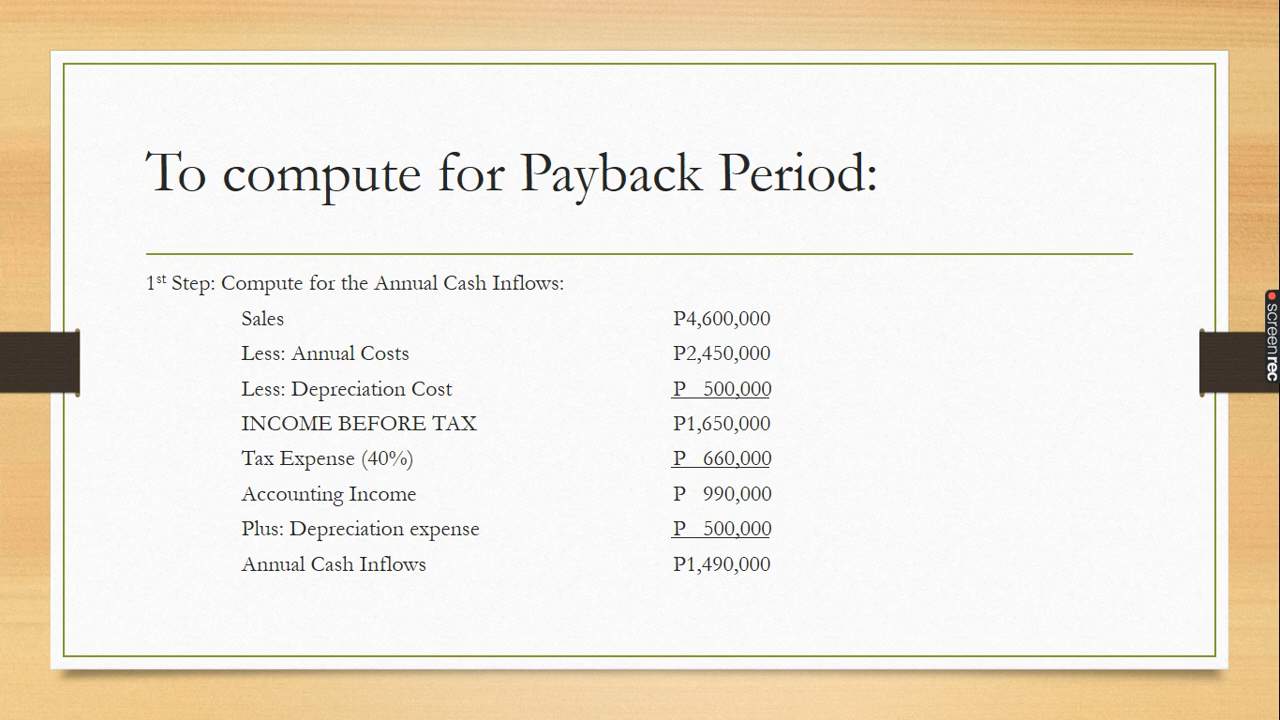 To compute for Payback Period:
1st Step: Compute for the Annual Cash Inflows:
Sales P4,600,000
Less: Annual Costs P2,450,000
Less: Depreciation Cost P 500,000
INCOME BEFORE TAX P1,650,000
Tax Expense (40%) P 660,000
Accounting Income P 990,000
Plus: Depreciation expense P 500,000
Annual Cash Inflows P1,490,000
screenrec